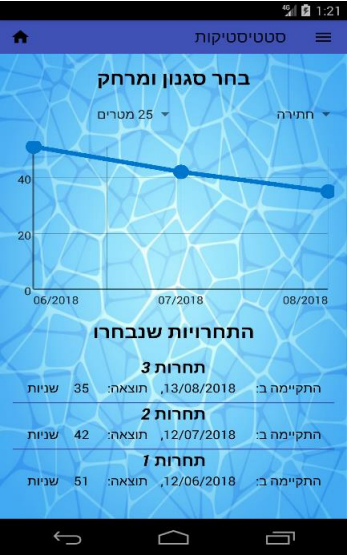 4G 1:21
סטטיסטיקות
בחר סגנון ומרחק
חתירה 25 מטרים
40
20
0
06/2018 07/2018 08/2018
התחרויות שנבחרו
תחרות 3
התקיימה ב: 13/08/2018, תוצאה: 35 שניות
תחרות 2
התקיימה ב: 12/07/2018, תוצאה: 42 שניות
תחרות 1
התקיימה ב: 12/06/2018, תוצאה: 51 שניות